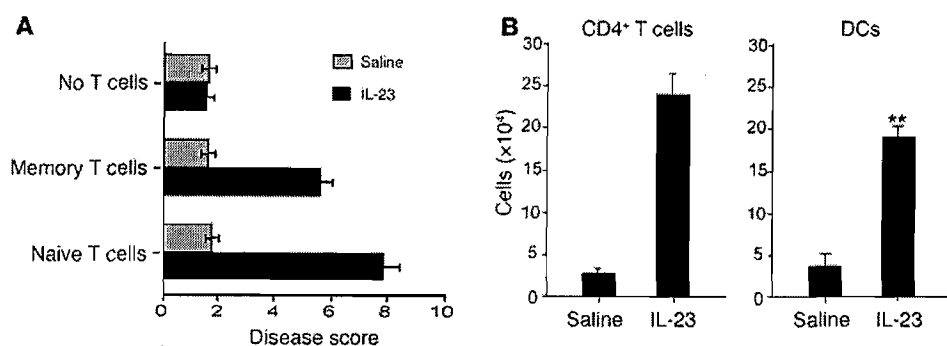 A
No T cells
Memory T cells
Naive T cells
Saline
IL-23
0 2 4 6 8 10
Disease score
B
CD4⁺ T cells
Cells (×10⁴)
30
25
20
15
10
5
0
Saline IL-23
DCs
30
25
20
15
10
5
0
**
Saline IL-23